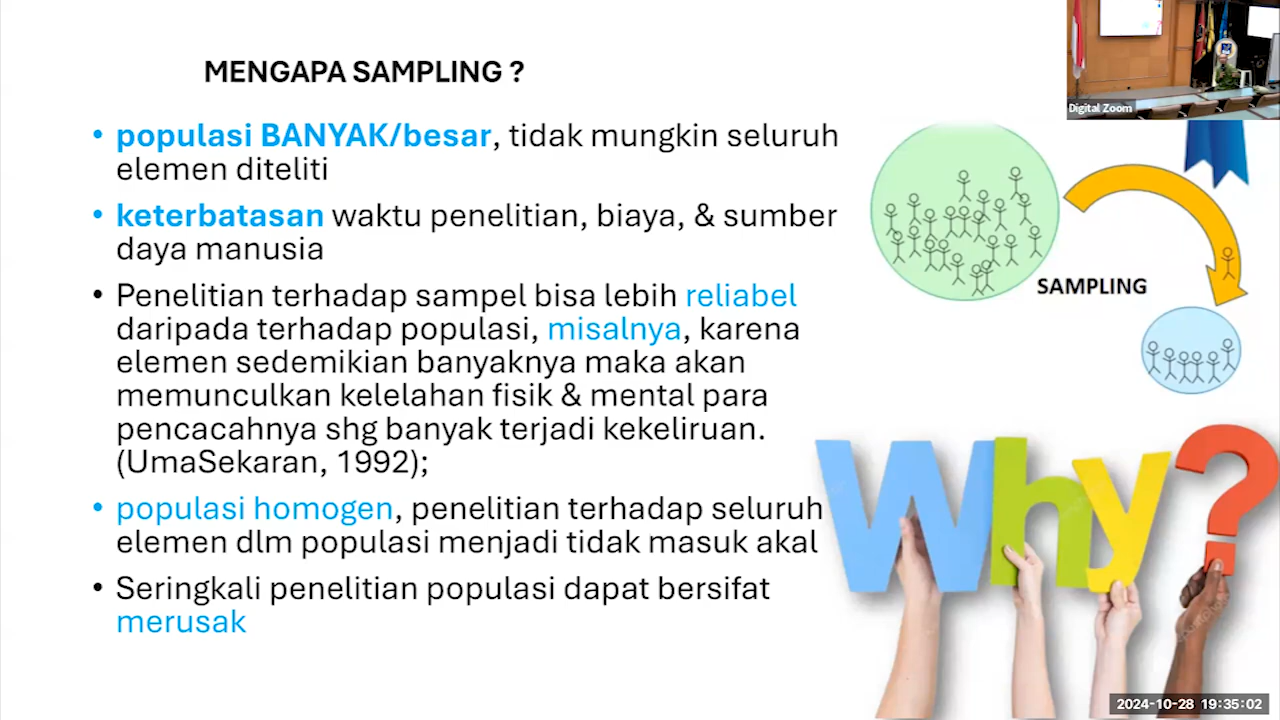 MENGAPA SAMPLING ?
• populasi BANYAK/besar, tidak mungkin seluruh
elemen diteliti
• keterbatasan waktu penelitian, biaya, & sumber
daya manusia
• Penelitian terhadap sampel bisa lebih reliabel
daripada terhadap populasi, misalnya, karena
elemen sedemikian banyaknya maka akan
memunculkan kelelahan fisik & mental para
pencacahnya shg banyak terjadi kekeliruan.
(UmaSekaran, 1992);
• populasi homogen, penelitian terhadap seluruh
elemen dlm populasi menjadi tidak masuk akal
• Seringkali penelitian populasi dapat bersifat
merusak
Digital Zoom
SAMPLING
Why?
2024-10-28 19:35:02